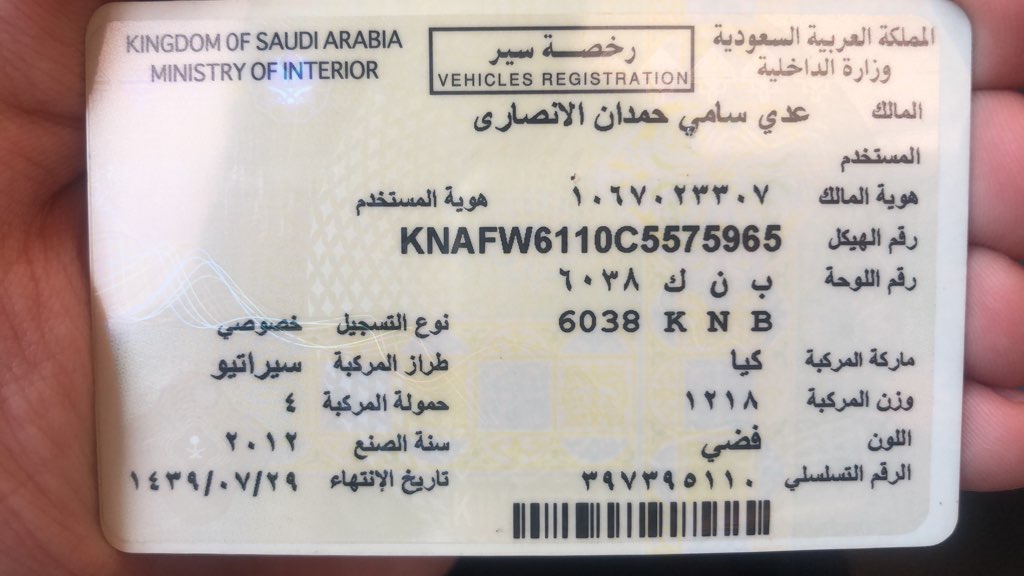 KINGDOM OF SAUDI ARABIA
MINISTRY OF INTERIOR
رخصة سير
VEHICLES REGISTRATION
المملكة العربية السعودية
وزارة الداخلية
المالك عدي سامي حمدان الانصارى
المستخدم
هوية المالك ١٠٦٧٠٢٣٣٠٧ هوية المستخدم
رقم الهيكل KNAFW6110C5575965
رقم اللوحة ب ن ك ٦٠٣٨
6038 K N B نوع التسجيل خصوصي
ماركة المركبة كيا طراز المركبة سيراتيو
وزن المركبة ١٢١٨ حمولة المركبة ٤
اللون فضي سنة الصنع ٢٠١٢
الرقم التسلسلي ٣٩٧٣٩٥١١٠ تاريخ الإنتهاء ١٤٣٩/٠٧/٢٩